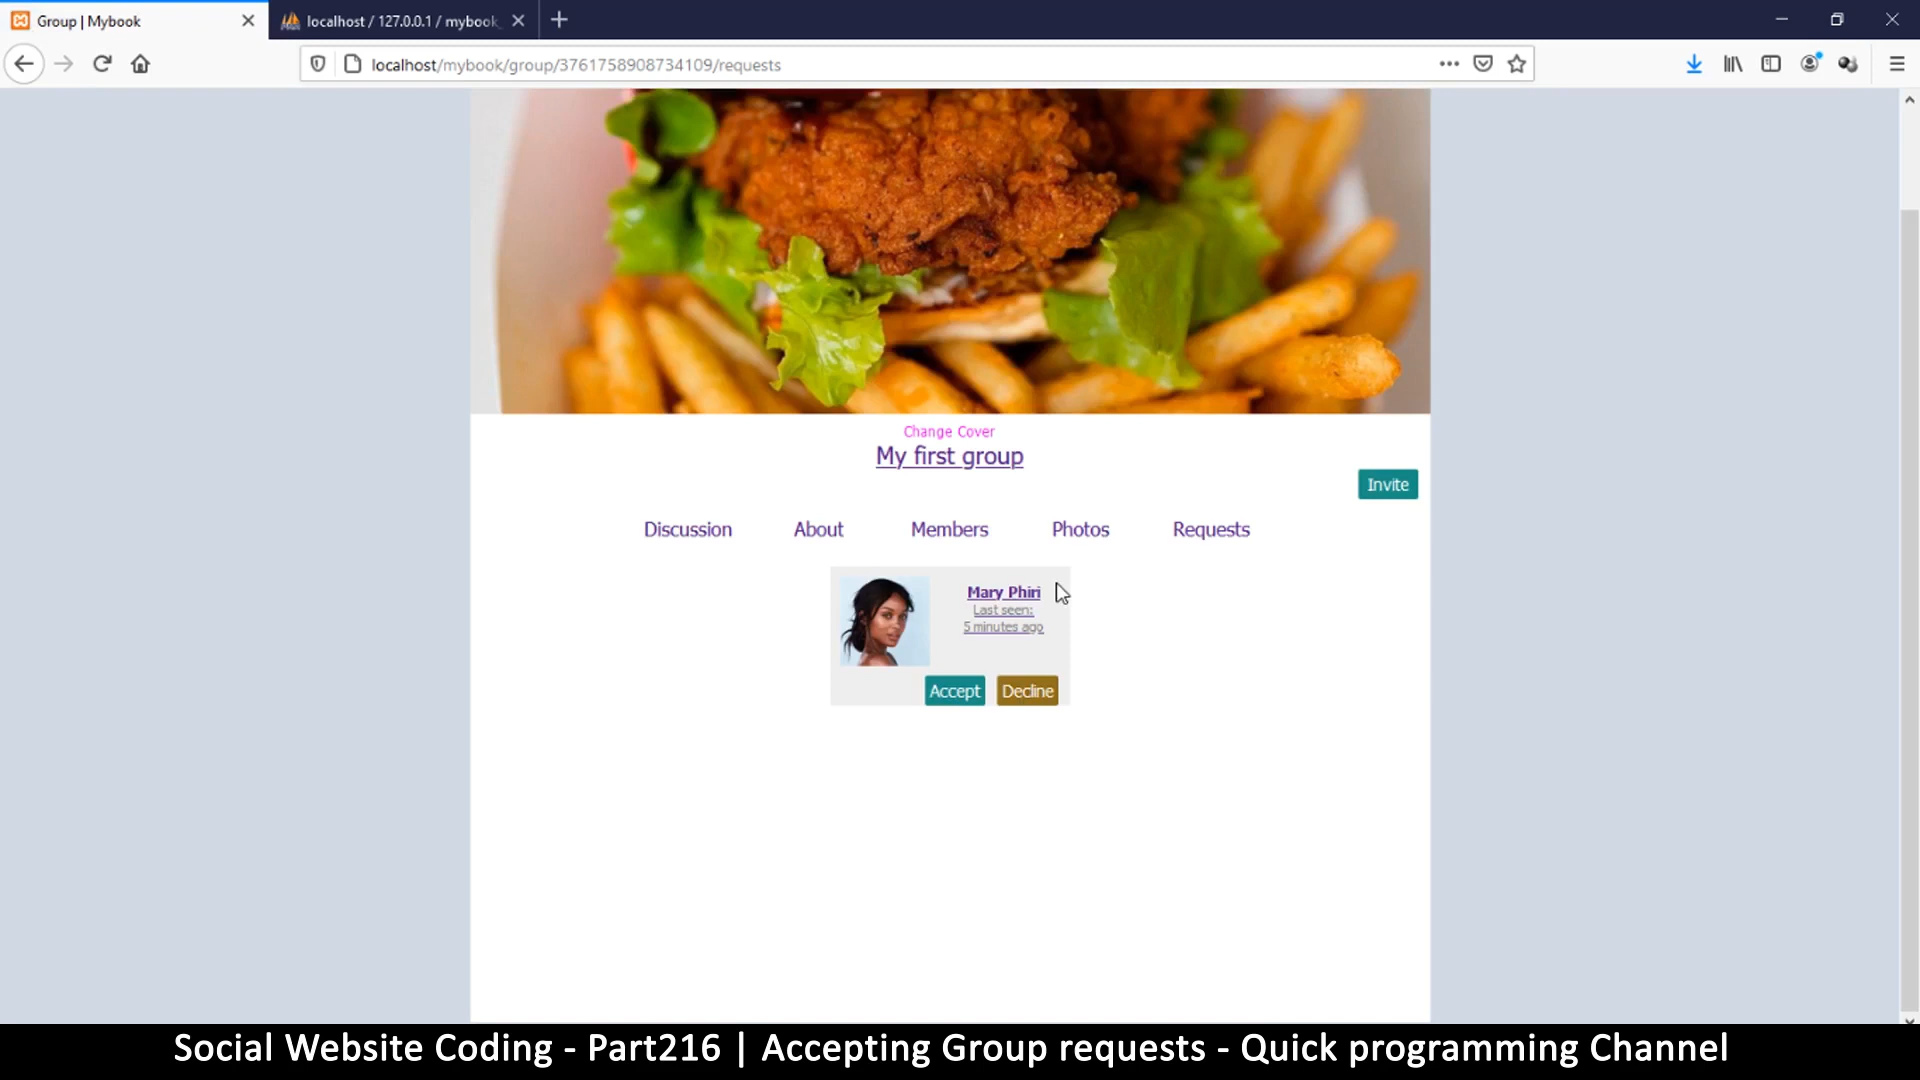 Group | Mybook
localhost / 127.0.0.1 / mybook
localhost/mybook/group/3761758908734109/requests
Change Cover
My first group
Invite
Discussion About Members Photos Requests
Mary Phiri
Last seen:
5 minutes ago
Accept Decline
Social Website Coding - Part216 | Accepting Group requests - Quick programming Channel